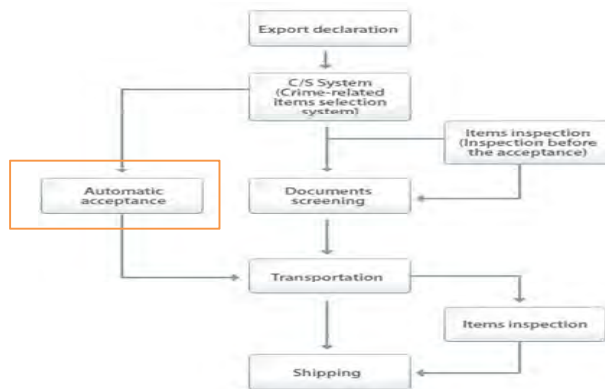 Export declaration
C/S System
(Crime-related
items selection
system)
Items inspection
(Inspection before
the acceptance)
Automatic
acceptance
Documents
screening
Transportation
Items inspection
Shipping